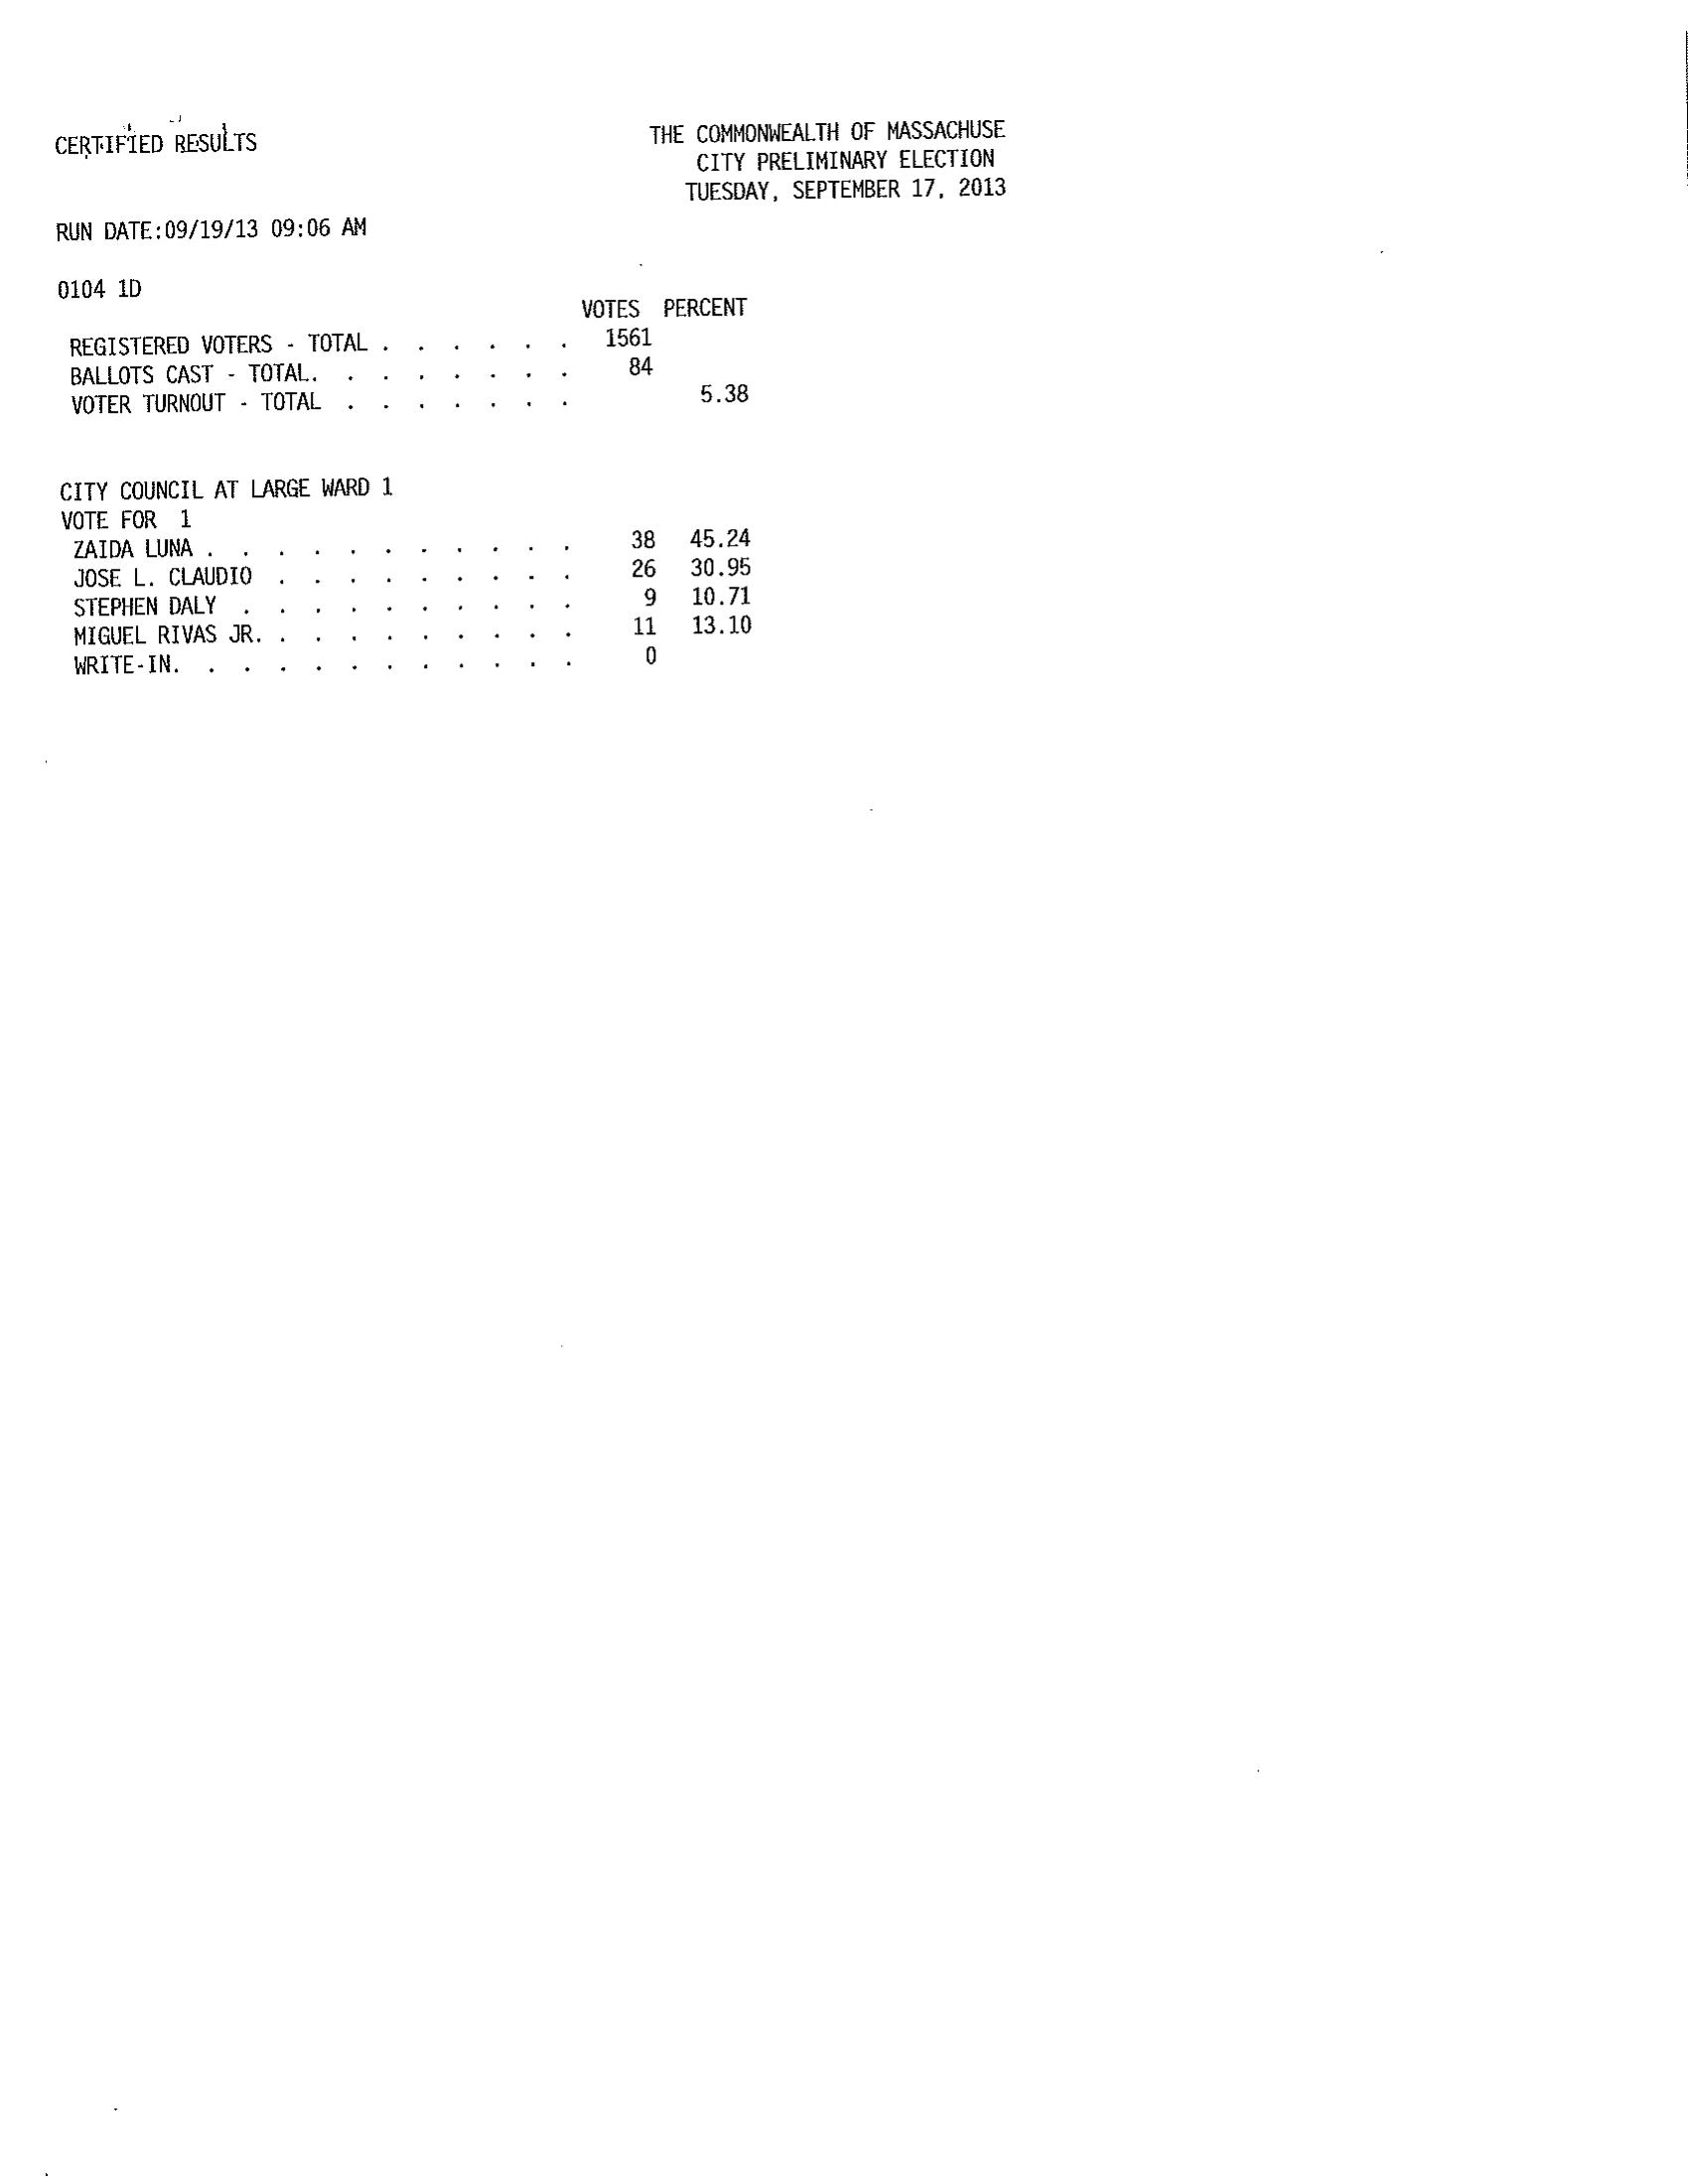 CERTIFIED RESULTS
THE COMMONWEALTH OF MASSACHUSE
CITY PRELIMINARY ELECTION
TUESDAY, SEPTEMBER 17, 2013
RUN DATE:09/19/13 09:06 AM
0104 1D
VOTES PERCENT
REGISTERED VOTERS - TOTAL . . . . . . 1561
BALLOTS CAST - TOTAL. . . . . . . . 84
VOTER TURNOUT - TOTAL . . . . . . . 5.38
CITY COUNCIL AT LARGE WARD 1
VOTE FOR 1
ZAIDA LUNA . . . . . . . . . . . 38 45.24
JOSE L. CLAUDIO . . . . . . . . . 26 30.95
STEPHEN DALY . . . . . . . . . . 9 10.71
MIGUEL RIVAS JR. . . . . . . . . . 11 13.10
WRITE-IN. . . . . . . . . . . . 0